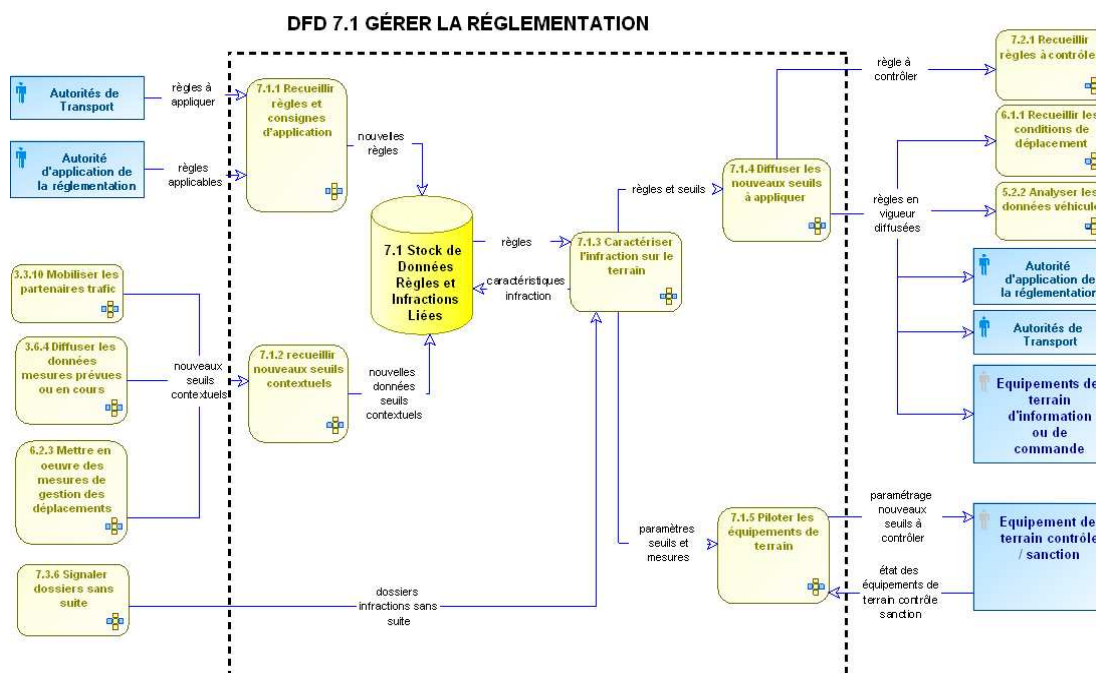 DFD 7.1 GÉRER LA RÉGLEMENTATION
Autorités de
Transport
règles à
appliquer
Autorité
d'application de
la réglementation
règles
applicables
7.1.1 Recueillir
règles et
consignes
d'application
nouvelles
règles
7.1 Stock de
Données
Règles et
Infractions
Liées
règles
caractéristiques
infraction
7.1.3 Caractériser
l'infraction sur le
terrain
règles et seuils
7.1.4 Diffuser les
nouveaux seuils
à appliquer
règle à
contrôler
7.2.1 Recueillir
règles à contrôle
6.1.1 Recueillir les
conditions de
déplacement
5.2.2 Analyser les
données véhicule
règles en
vigueur
diffusées
Autorité
d'application de
la réglementation
Autorités de
Transport
Equipements de
terrain
d'information
ou de
commande
3.3.10 Mobiliser les
partenaires trafic
3.6.4 Diffuser les
données
mesures prévues
ou en cours
6.2.3 Mettre en
oeuvre des
mesures de
gestion des
déplacements
nouveaux
seuils
contextuels
7.1.2 recueillir
nouveaux seuils
contextuels
nouvelles
données
seuils
contextuels
7.3.6 Signaler
dossiers sans
suite
dossiers
infractions sans
suite
paramètres
seuils et
mesures
7.1.5 Piloter les
équipements de
terrain
paramétrage
nouveaux
seuils à
contrôler
état des
équipements de
terrain contrôle
sanction
Equipement de
terrain contrôle
/ sanction